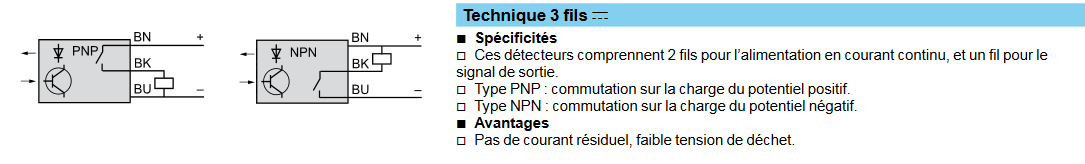 Technique 3 fils
■ Spécificités
□ Ces détecteurs comprennent 2 fils pour l'alimentation en courant continu, et un fil pour le
signal de sortie.
□ Type PNP : commutation sur la charge du potentiel positif.
□ Type NPN : commutation sur la charge du potentiel négatif.
■ Avantages
□ Pas de courant résiduel, faible tension de déchet.
PNP
BN +
BK
BU –
NPN
BN +
BK
BU –